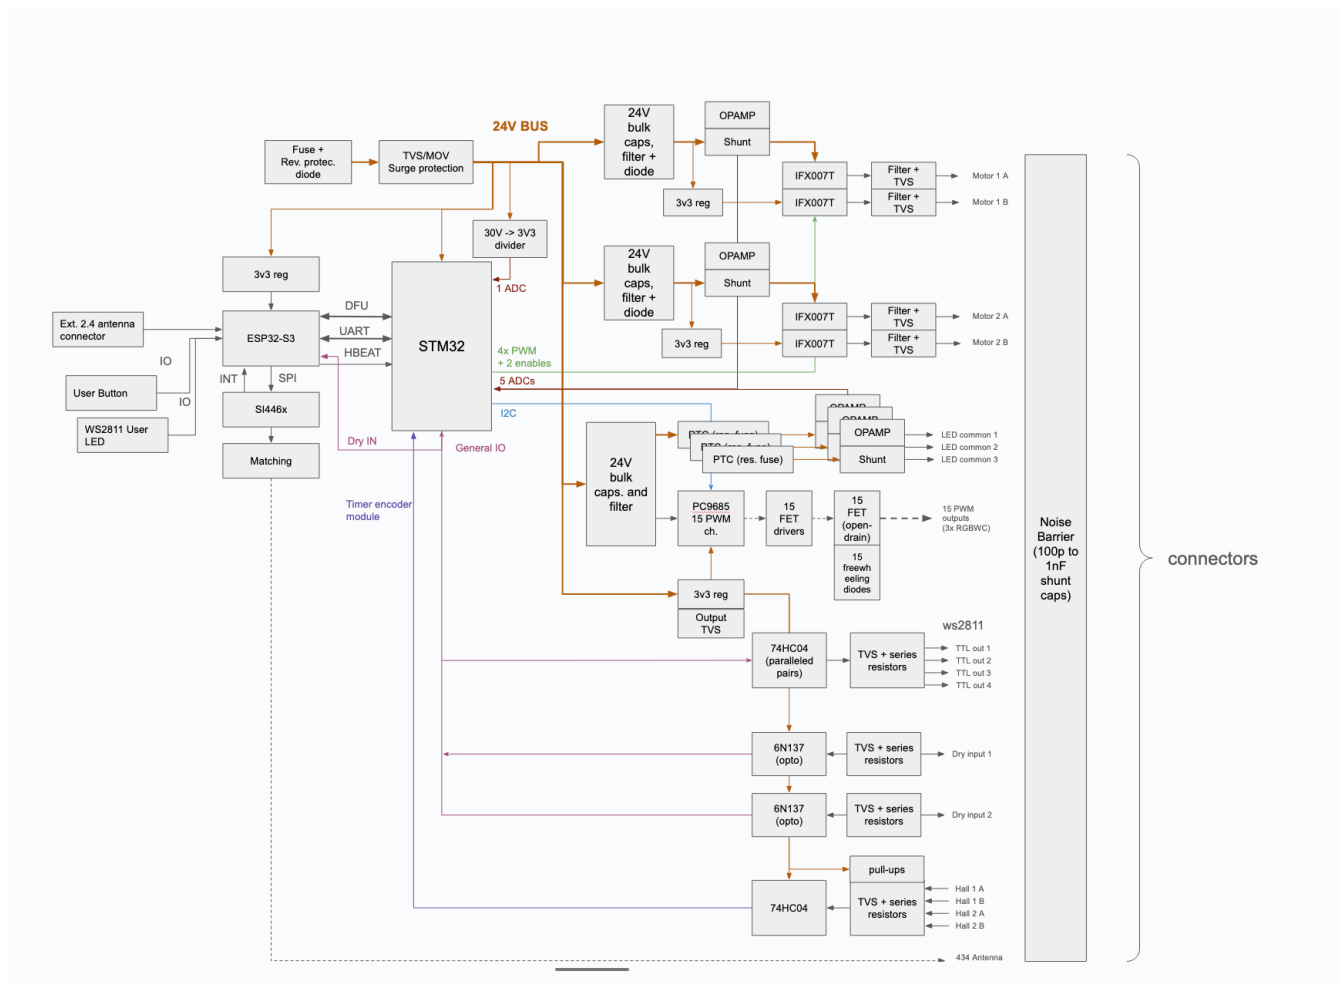 24V BUS
Fuse +
Rev. protec.
diode
TVS/MOV
Surge protection
24V
bulk
caps,
filter +
diode
OPAMP
Shunt
3v3 reg
IFX007T
IFX007T
Filter +
TVS
Filter +
TVS
Motor 1 A
Motor 1 B
30V -> 3V3
divider
1 ADC
24V
bulk
caps,
filter +
diode
OPAMP
Shunt
3v3 reg
IFX007T
IFX007T
Filter +
TVS
Filter +
TVS
Motor 2 A
Motor 2 B
3v3 reg
Ext. 2.4 antenna
connector
ESP32-S3
DFU
UART
HBEAT
STM32
4x PWM
+ 2 enables
5 ADCs
I2C
IO
User Button
IO
WS2811 User
LED
INT
SPI
SI446x
Matching
Dry IN
General IO
Timer encoder
module
24V
bulk
caps. and
filter
PTC (res. fuse)
PTC (res. fuse)
PTC (res. fuse)
OPAMP
OPAMP
OPAMP
Shunt
LED common 1
LED common 2
LED common 3
PC9685
15 PWM
ch.
15
FET
drivers
15
FET
(open-
drain)
15
freewh
eeling
diodes
15 PWM
outputs
(3x RGBWC)
3v3 reg
Output
TVS
ws2811
74HC04
(paralleled
pairs)
TVS + series
resistors
TTL out 1
TTL out 2
TTL out 3
TTL out 4
6N137
(opto)
TVS + series
resistors
Dry input 1
6N137
(opto)
TVS + series
resistors
Dry input 2
pull-ups
74HC04
TVS + series
resistors
Hall 1 A
Hall 1 B
Hall 2 A
Hall 2 B
434 Antenna
Noise
Barrier
(100p to
1nF
shunt
caps)
connectors